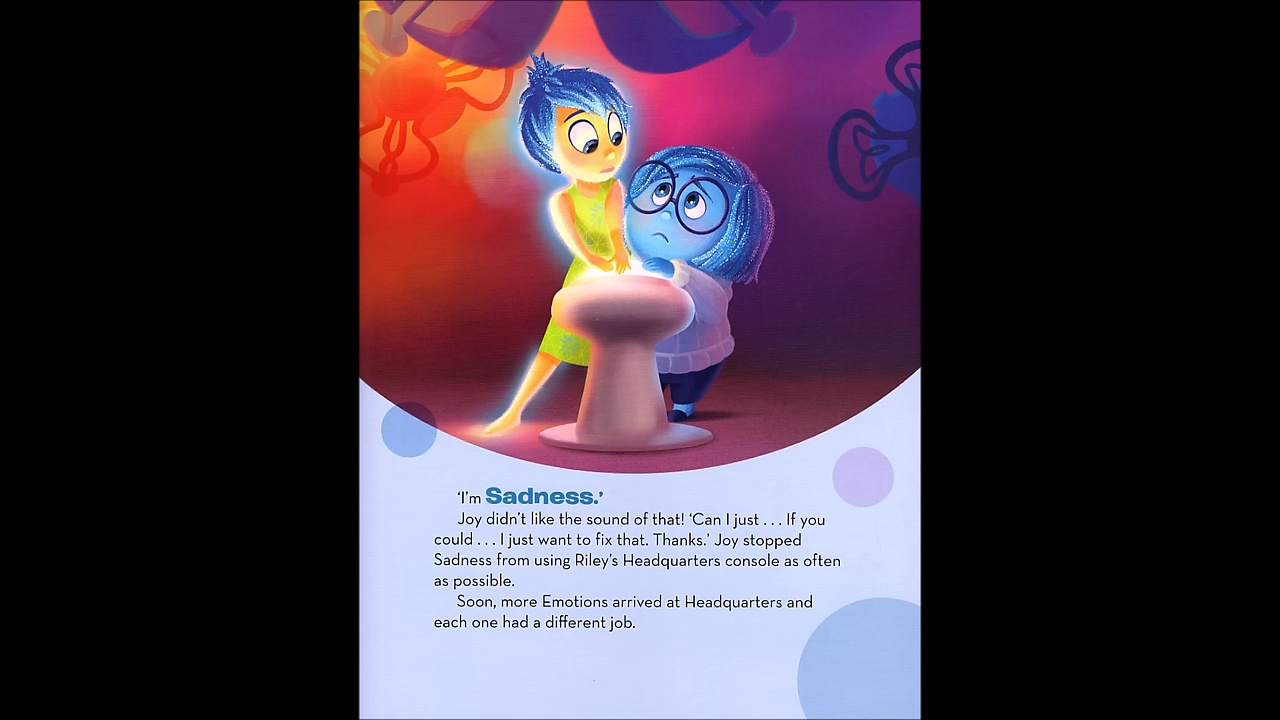 ‘I’m Sadness.’
Joy didn’t like the sound of that! ‘Can I just . . . If you
could . . . I just want to fix that. Thanks.’ Joy stopped
Sadness from using Riley’s Headquarters console as often
as possible.
Soon, more Emotions arrived at Headquarters and
each one had a different job.